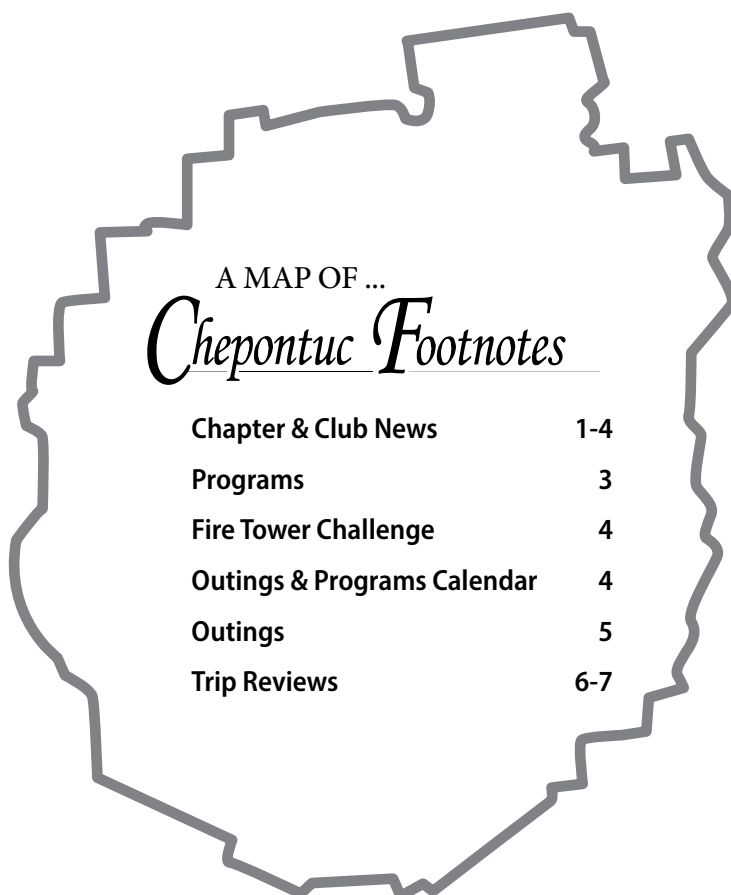 A MAP OF ...
Chepontuc Footnotes
Chapter & Club News 1-4
Programs 3
Fire Tower Challenge 4
Outings & Programs Calendar 4
Outings 5
Trip Reviews 6-7